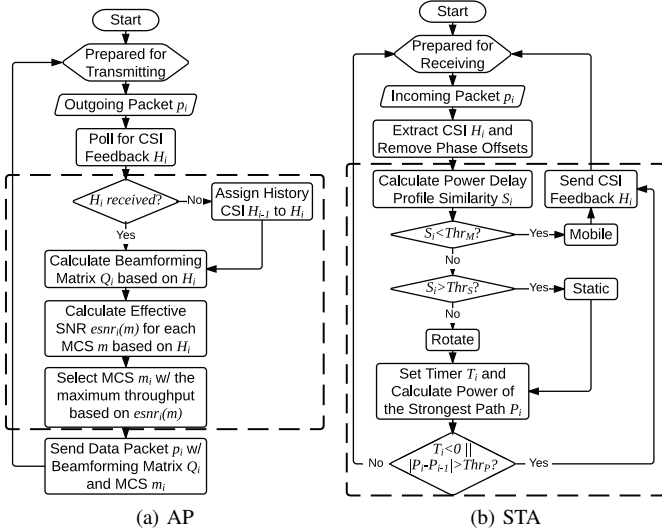 Start
Prepared for
Transmitting
Outgoing Packet pi
Poll for CSI
Feedback Hi
Hi received?
No
Assign History
CSI Hi-1 to Hi
Yes
Calculate Beamforming
Matrix Qi based on Hi
Calculate Effective
SNR esnri(m) for each
MCS m based on Hi
Select MCS mi w/ the
maximum throughput
based on esnri(m)
Send Data Packet pi w/
Beamforming Matrix Qi
and MCS mi
(a) AP
Start
Prepared for
Receiving
Incoming Packet pi
Extract CSI Hi and
Remove Phase Offsets
Calculate Power Delay
Profile Similarity Si
Send CSI
Feedback Hi
Si<ThrM?
Yes
Mobile
No
Si>ThrS?
Yes
Static
No
Rotate
Set Timer Ti and
Calculate Power of
the Strongest Path Pi
Ti<0 ||
|Pi-Pi-1|>ThrP?
No
Yes
(b) STA